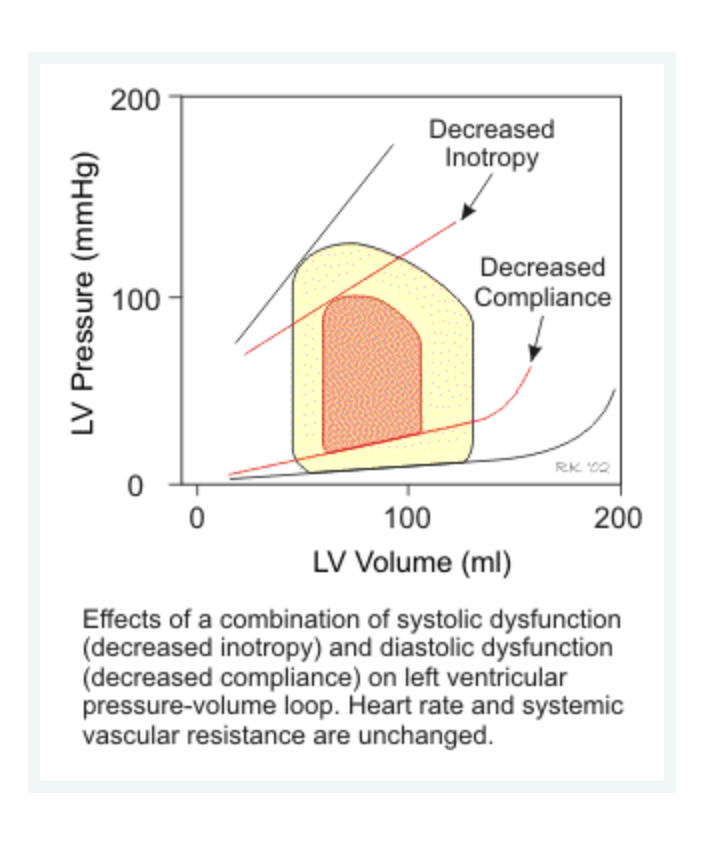 200
Decreased
Inotropy
LV Pressure (mmHg)
Decreased
Compliance
100
R.K. '02
0
0
100
200
LV Volume (ml)
Effects of a combination of systolic dysfunction
(decreased inotropy) and diastolic dysfunction
(decreased compliance) on left ventricular
pressure-volume loop. Heart rate and systemic
vascular resistance are unchanged.